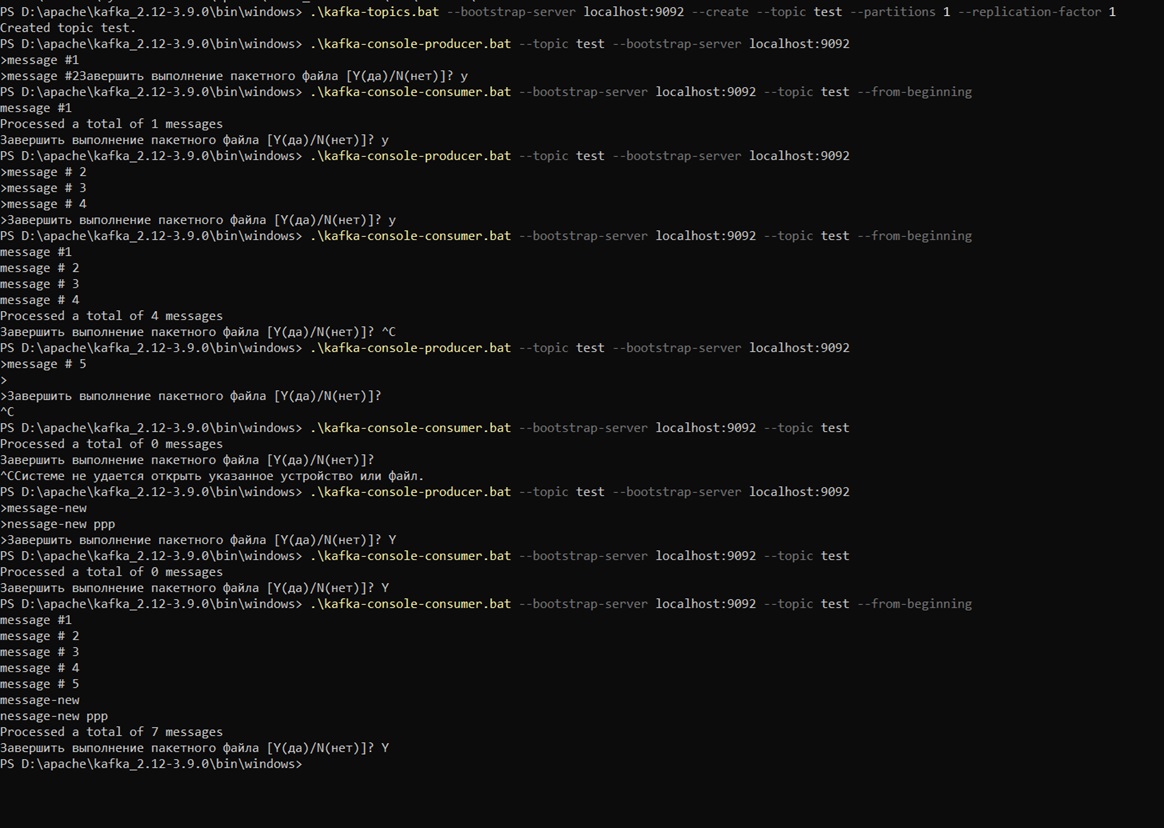 PS D:\apache\kafka_2.12-3.9.0\bin\windows> .\kafka-topics.bat --bootstrap-server localhost:9092 --create --topic test --partitions 1 --replication-factor 1
Created topic test.
PS D:\apache\kafka_2.12-3.9.0\bin\windows> .\kafka-console-producer.bat --topic test --bootstrap-server localhost:9092
>message #1
>message #2Завершить выполнение пакетного файла [Y(да)/N(нет)]? y
PS D:\apache\kafka_2.12-3.9.0\bin\windows> .\kafka-console-consumer.bat --bootstrap-server localhost:9092 --topic test --from-beginning
message #1
Processed a total of 1 messages
Завершить выполнение пакетного файла [Y(да)/N(нет)]? y
PS D:\apache\kafka_2.12-3.9.0\bin\windows> .\kafka-console-producer.bat --topic test --bootstrap-server localhost:9092
>message # 2
>message # 3
>message # 4
>Завершить выполнение пакетного файла [Y(да)/N(нет)]? y
PS D:\apache\kafka_2.12-3.9.0\bin\windows> .\kafka-console-consumer.bat --bootstrap-server localhost:9092 --topic test --from-beginning
message #1
message # 2
message # 3
message # 4
Processed a total of 4 messages
Завершить выполнение пакетного файла [Y(да)/N(нет)]? ^C
PS D:\apache\kafka_2.12-3.9.0\bin\windows> .\kafka-console-producer.bat --topic test --bootstrap-server localhost:9092
>message # 5
>
>Завершить выполнение пакетного файла [Y(да)/N(нет)]?
^C
PS D:\apache\kafka_2.12-3.9.0\bin\windows> .\kafka-console-consumer.bat --bootstrap-server localhost:9092 --topic test
Processed a total of 0 messages
Завершить выполнение пакетного файла [Y(да)/N(нет)]?
^CСистеме не удается открыть указанное устройство или файл.
PS D:\apache\kafka_2.12-3.9.0\bin\windows> .\kafka-console-producer.bat --topic test --bootstrap-server localhost:9092
>message-new
>nessage-new ppp
>Завершить выполнение пакетного файла [Y(да)/N(нет)]? Y
PS D:\apache\kafka_2.12-3.9.0\bin\windows> .\kafka-console-consumer.bat --bootstrap-server localhost:9092 --topic test
Processed a total of 0 messages
Завершить выполнение пакетного файла [Y(да)/N(нет)]? Y
PS D:\apache\kafka_2.12-3.9.0\bin\windows> .\kafka-console-consumer.bat --bootstrap-server localhost:9092 --topic test --from-beginning
message #1
message # 2
message # 3
message # 4
message # 5
message-new
nessage-new ppp
Processed a total of 7 messages
Завершить выполнение пакетного файла [Y(да)/N(нет)]? Y
PS D:\apache\kafka_2.12-3.9.0\bin\windows>